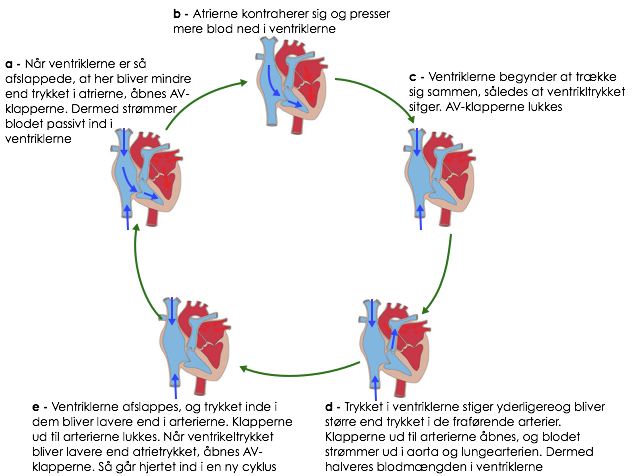 b - Atrierne kontraherer sig og presser
mere blod ned i ventriklerne
a - Når ventriklerne er så
afslappede, at her bliver mindre
end trykket i atrierne, åbnes AV-
klapperne. Dermed strømmer
blodet passivt ind i
ventriklerne
c - Ventriklerne begynder at trække
sig sammen, således at ventrikltrykket
sitger. AV-klapperne lukkes
d - Trykket i ventriklerne stiger yderligereog bliver
større end trykket i de fraførende arterier.
Klapperne ud til arterierne åbnes, og blodet
strømmer ud i aorta og lungearterien. Dermed
halveres blodmængden i ventriklerne
e - Ventriklerne afslappes, og trykket inde i
dem bliver lavere end i arterierne. Klapperne
ud til arterierne lukkes. Når ventrikeltrykket
bliver lavere end atrietrykket, åbnes AV-
klapperne. Så går hjertet ind i en ny cyklus